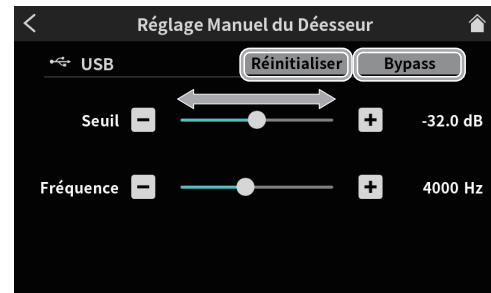 Réglage Manuel du Déesseur
USB Réinitialiser Bypass
Seuil − + -32.0 dB
Fréquence − + 4000 Hz